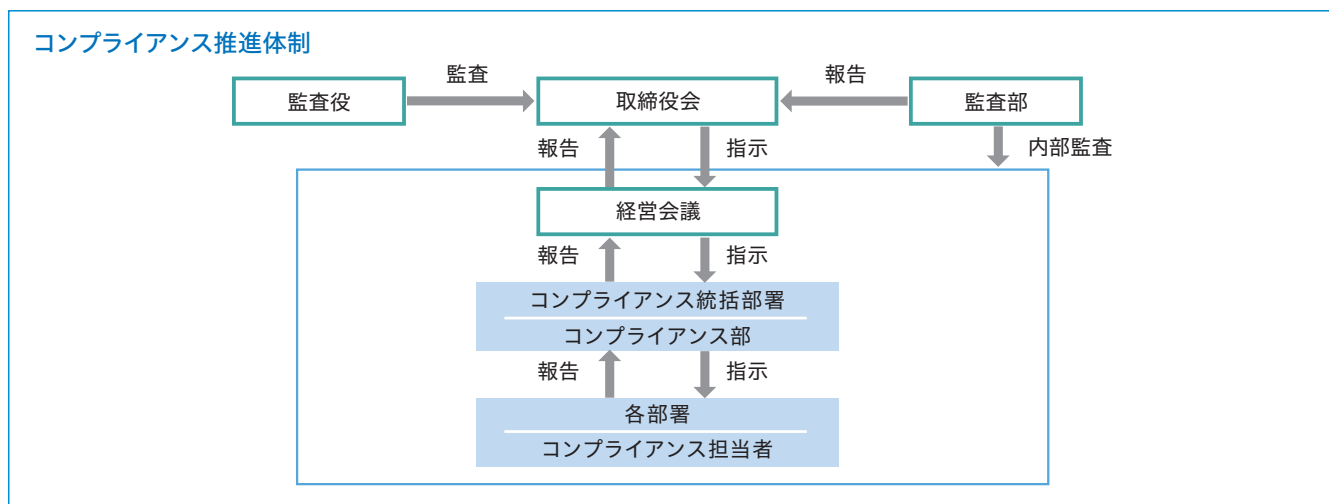 コンプライアンス推進体制
監査
報告
監査役
取締役会
監査部
報告
指示
内部監査
経営会議
報告
指示
コンプライアンス統括部署
コンプライアンス部
報告
指示
各部署
コンプライアンス担当者